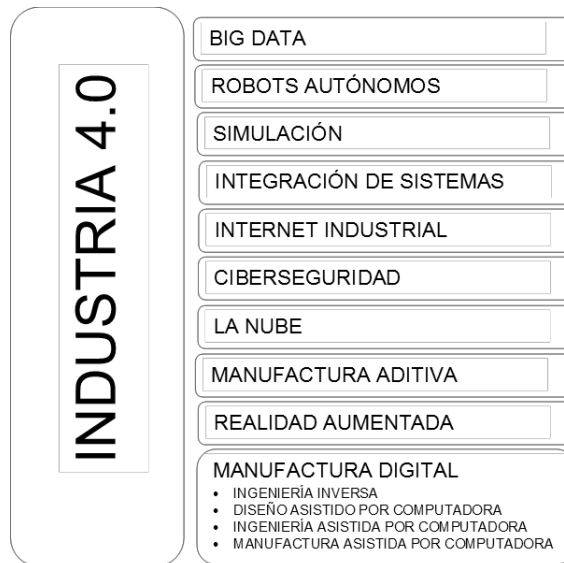 INDUSTRIA 4.0
BIG DATA
ROBOTS AUTÓNOMOS
SIMULACIÓN
INTEGRACIÓN DE SISTEMAS
INTERNET INDUSTRIAL
CIBERSEGURIDAD
LA NUBE
MANUFACTURA ADITIVA
REALIDAD AUMENTADA
MANUFACTURA DIGITAL
• INGENIERÍA INVERSA
• DISEÑO ASISTIDO POR COMPUTADORA
• INGENIERÍA ASISTIDA POR COMPUTADORA
• MANUFACTURA ASISTIDA POR COMPUTADORA